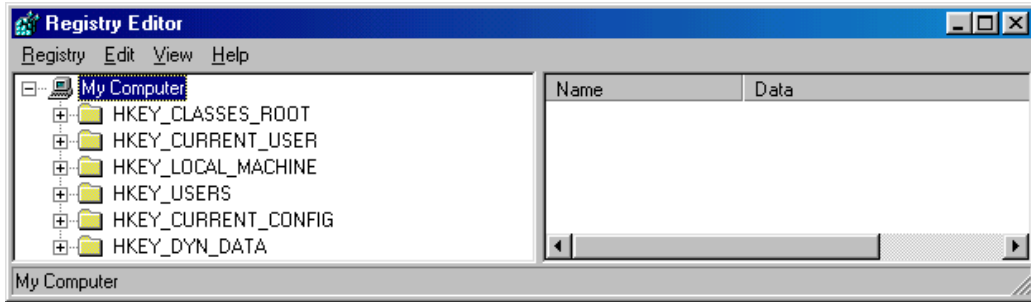 Registry Editor
Registry Edit View Help
My Computer
HKEY_CLASSES_ROOT
HKEY_CURRENT_USER
HKEY_LOCAL_MACHINE
HKEY_USERS
HKEY_CURRENT_CONFIG
HKEY_DYN_DATA
Name Data
My Computer